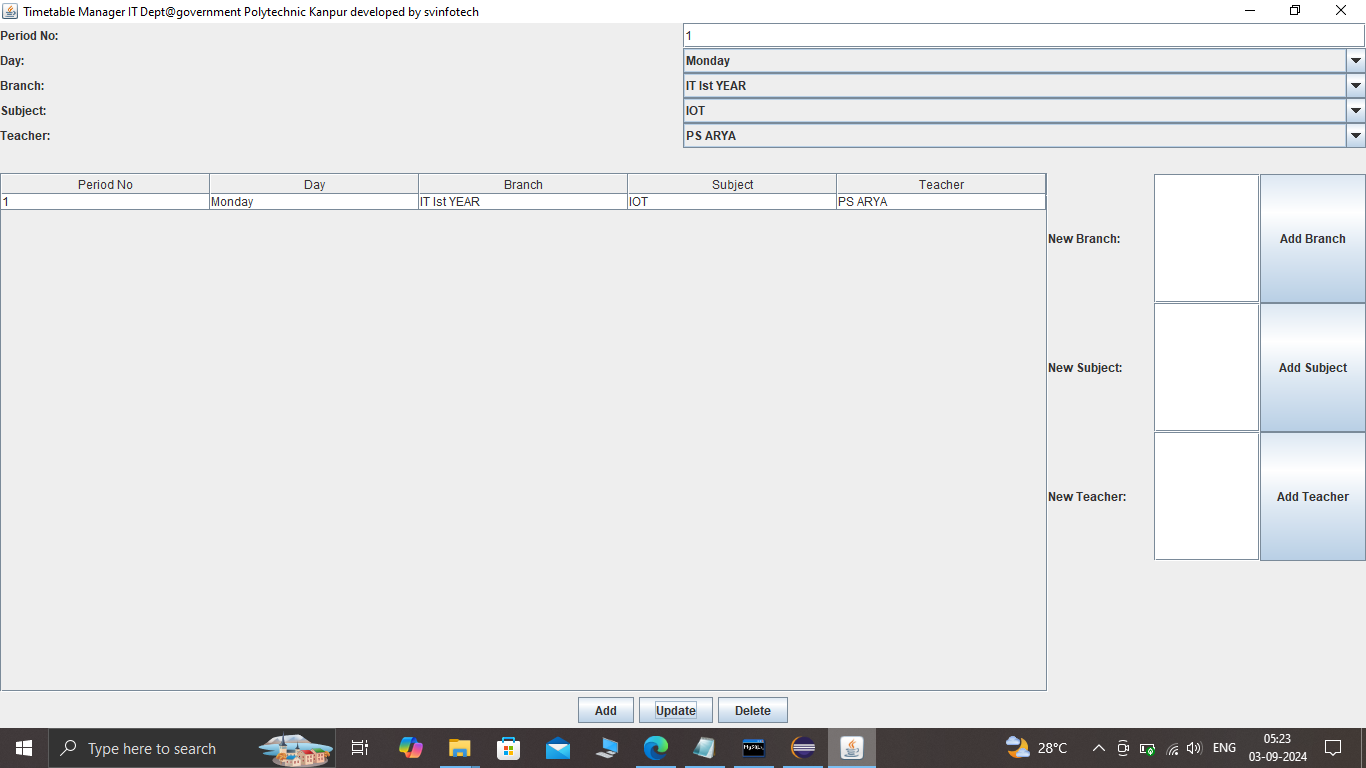 Timetable Manager IT Dept@government Polytechnic Kanpur developed by svinfotech
Period No: 1
Day: Monday
Branch: IT Ist YEAR
Subject: IOT
Teacher: PS ARYA
Period No Day Branch Subject Teacher
1 Monday IT Ist YEAR IOT PS ARYA
New Branch: Add Branch
New Subject: Add Subject
New Teacher: Add Teacher
Add Update Delete
Type here to search 28°C ENG 05:23
03-09-2024